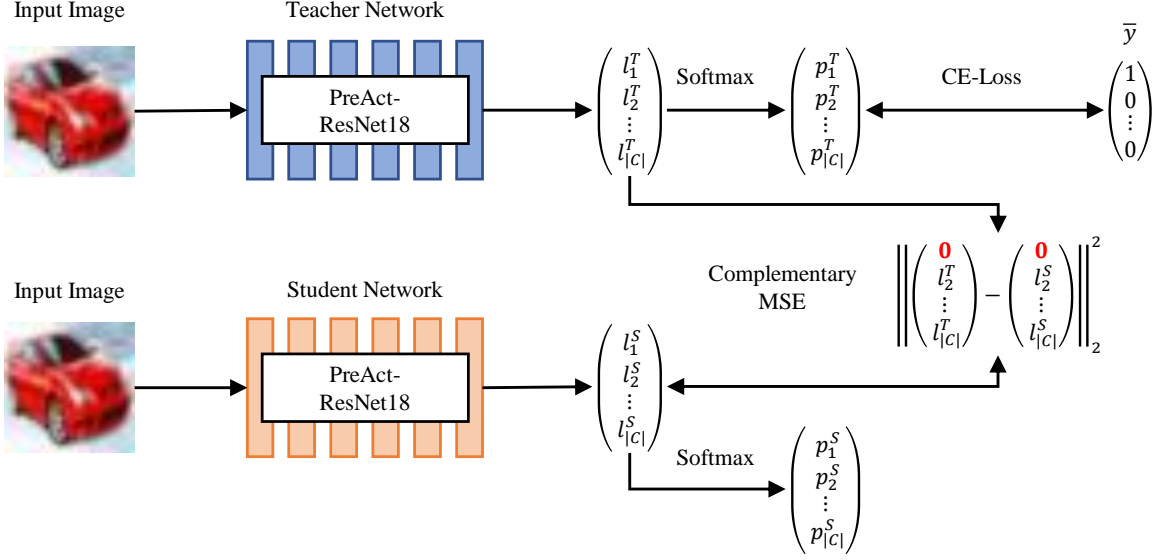 Input Image
Teacher Network
PreAct-
ResNet18
l_1^T
l_2^T
⋮
l_{|C|}^T
Softmax
p_1^T
p_2^T
⋮
p_{|C|}^T
CE-Loss
y̅
1
0
⋮
0
Input Image
Student Network
PreAct-
ResNet18
l_1^S
l_2^S
⋮
l_{|C|}^S
Complementary
MSE
‖(0 l_2^T ⋮ l_{|C|}^T) − (0 l_2^S ⋮ l_{|C|}^S)‖_2^2
Softmax
p_1^S
p_2^S
⋮
p_{|C|}^S